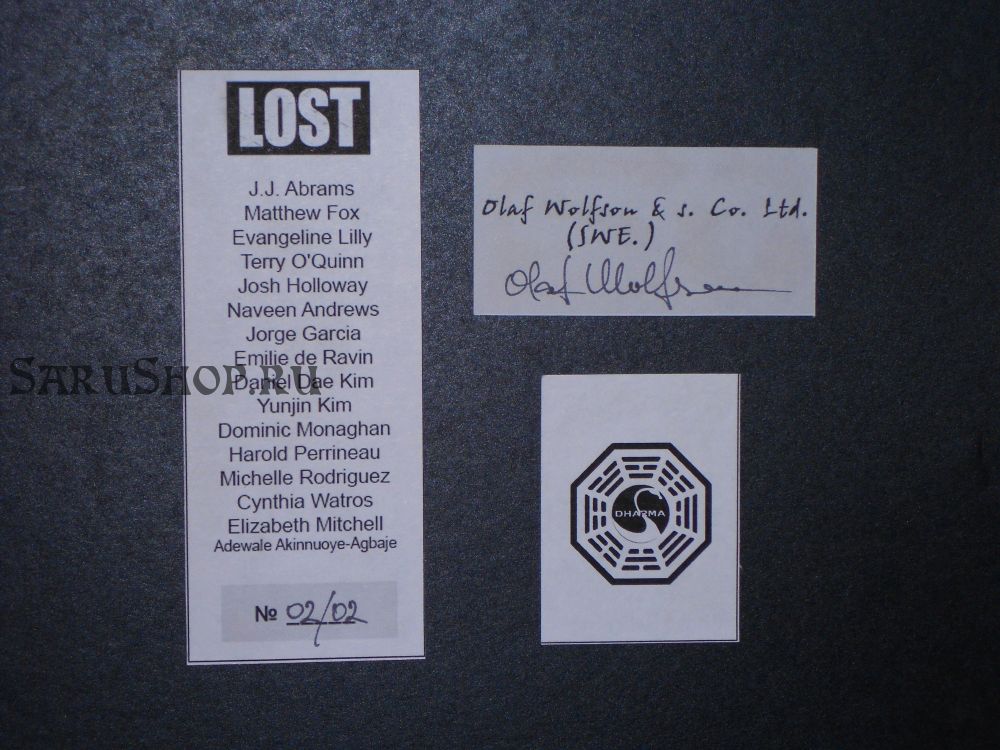 LOST
J.J. Abrams
Matthew Fox
Evangeline Lilly
Terry O'Quinn
Josh Holloway
Naveen Andrews
Jorge Garcia
Emilie de Ravin
Daniel Dae Kim
Yunjin Kim
Dominic Monaghan
Harold Perrineau
Michelle Rodriguez
Cynthia Watros
Elizabeth Mitchell
Adewale Akinnuoye-Agbaje
№ 02/02
Olaf Wolfson & s. Co. Ltd.
(SWE.)
Olaf Wolfson
DHARMA
SARUSHOP.RU